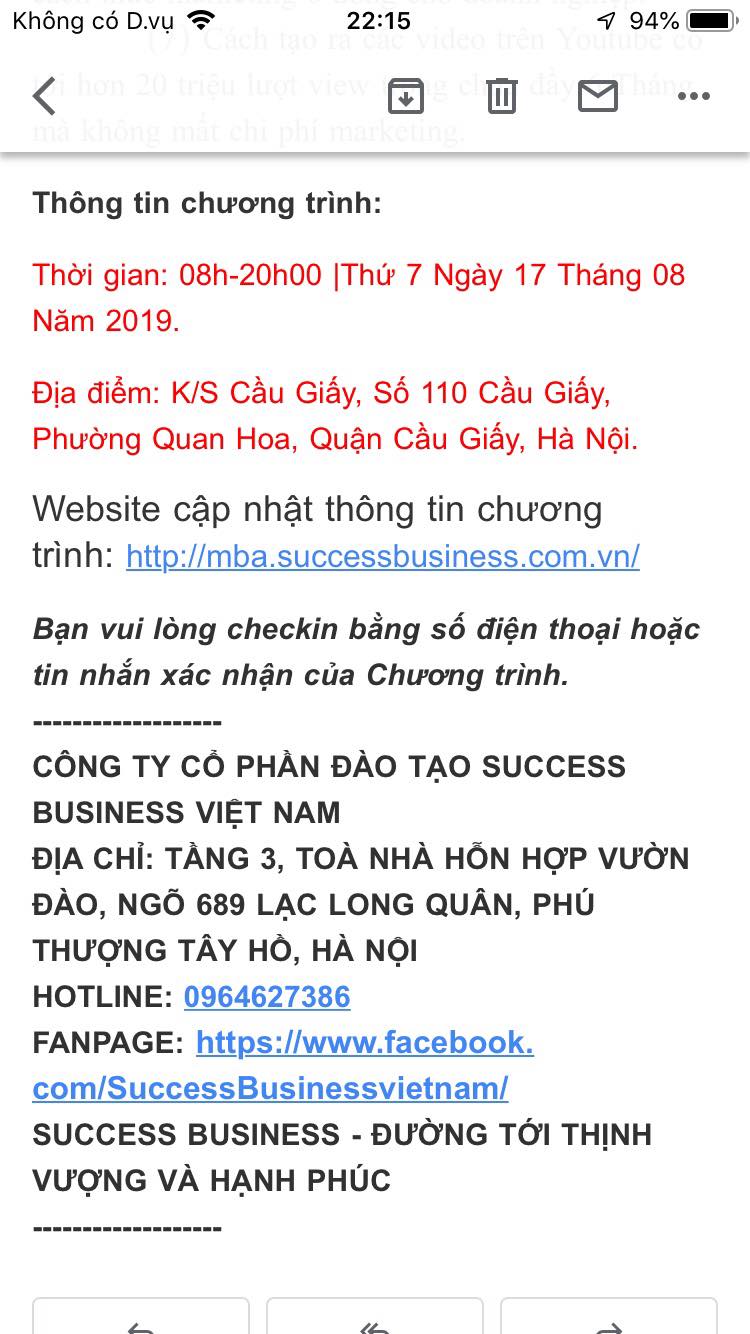 Không có D.vụ 22:15 94%
(7) Cách tạo ra các video trên Youtube có
tới hơn 20 triệu lượt view trong chưa đầy 6 Tháng
mà không mất chi phí marketing.
Thông tin chương trình:
Thời gian: 08h-20h00 |Thứ 7 Ngày 17 Tháng 08
Năm 2019.
Địa điểm: K/S Cầu Giấy, Số 110 Cầu Giấy,
Phường Quan Hoa, Quận Cầu Giấy, Hà Nội.
Website cập nhật thông tin chương
trình: http://mba.successbusiness.com.vn/
Bạn vui lòng checkin bằng số điện thoại hoặc
tin nhắn xác nhận của Chương trình.
-------------------
CÔNG TY CỔ PHẦN ĐÀO TẠO SUCCESS
BUSINESS VIỆT NAM
ĐỊA CHỈ: TẦNG 3, TOÀ NHÀ HỖN HỢP VƯỜN
ĐÀO, NGÕ 689 LẠC LONG QUÂN, PHÚ
THƯỢNG TÂY HỒ, HÀ NỘI
HOTLINE: 0964627386
FANPAGE: https://www.facebook.
com/SuccessBusinessvietnam/
SUCCESS BUSINESS - ĐƯỜNG TỚI THỊNH
VƯỢNG VÀ HẠNH PHÚC
-------------------